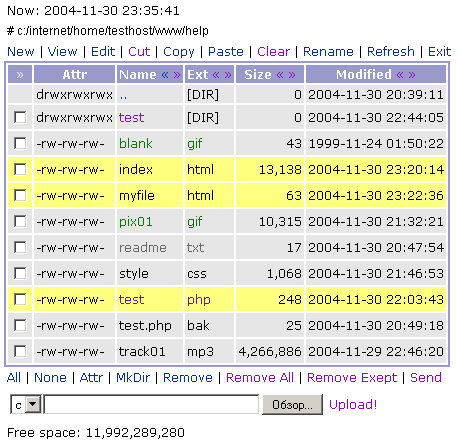 Now: 2004-11-30 23:35:41
# c:/internet/home/testhost/www/help
New | View | Edit | Cut | Copy | Paste | Clear | Rename | Refresh | Exit
» Attr Name « » Ext « » Size « » Modified « »
drwxrwxrwx .. [DIR] 0 2004-11-30 20:39:11
drwxrwxrwx test [DIR] 0 2004-11-30 22:44:05
-rw-rw-rw- blank gif 43 1999-11-24 01:50:22
-rw-rw-rw- index html 13,138 2004-11-30 23:20:14
-rw-rw-rw- myfile html 63 2004-11-30 23:22:36
-rw-rw-rw- pix01 gif 10,315 2004-11-30 21:32:21
-rw-rw-rw- readme txt 17 2004-11-30 20:47:54
-rw-rw-rw- style css 1,068 2004-11-30 21:46:53
-rw-rw-rw- test php 248 2004-11-30 22:03:43
-rw-rw-rw- test.php bak 25 2004-11-30 20:49:18
-rw-rw-rw- track01 mp3 4,266,886 2004-11-29 22:46:20
All | None | Attr | MkDir | Remove | Remove All | Remove Exept | Send
c Обзор... Upload!
Free space: 11,992,289,280